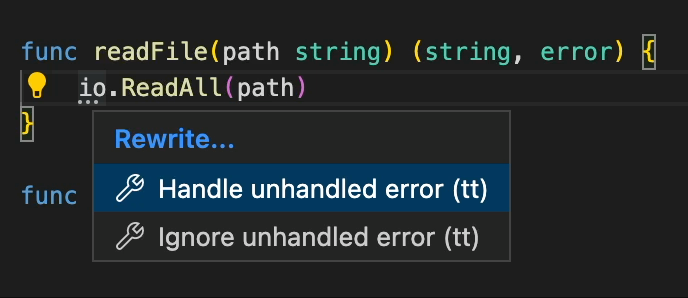 func readFile(path string) (string, error) {
io.ReadAll(path)
}
Rewrite...
Handle unhandled error (tt)
func
Ignore unhandled error (tt)